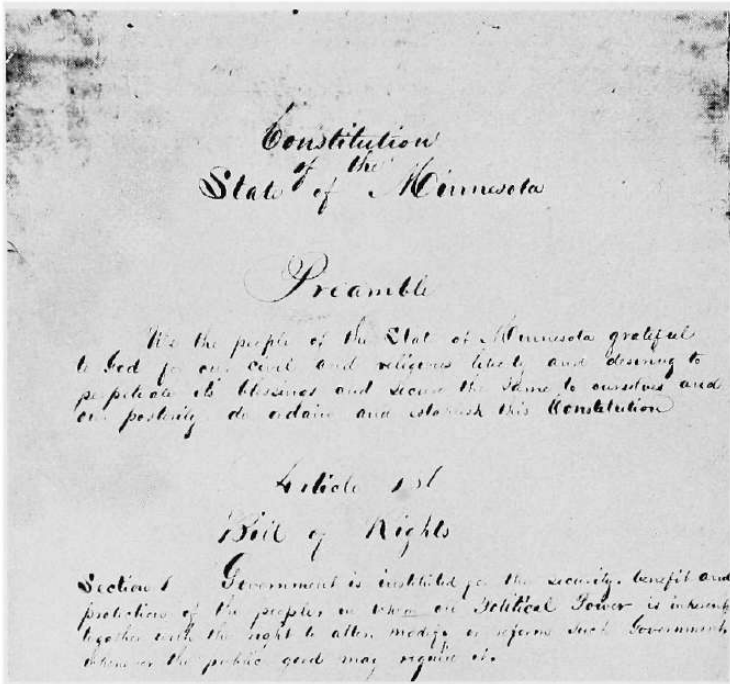 Constitution
of the
State of Minnesota
Preamble
We the people of the State of Minnesota grateful
to God for our civil and religious liberty and desiring to
perpetuate its blessings and secure the same to ourselves and
our posterity do ordain and establish this Constitution
Article 1st
Bill of Rights
Section 1 Government is instituted for the security, benefit and
protection of the people, in whom all Political Power is inherent,
together with the right to alter, modify or reform such Government,
whenever the public good may require it.